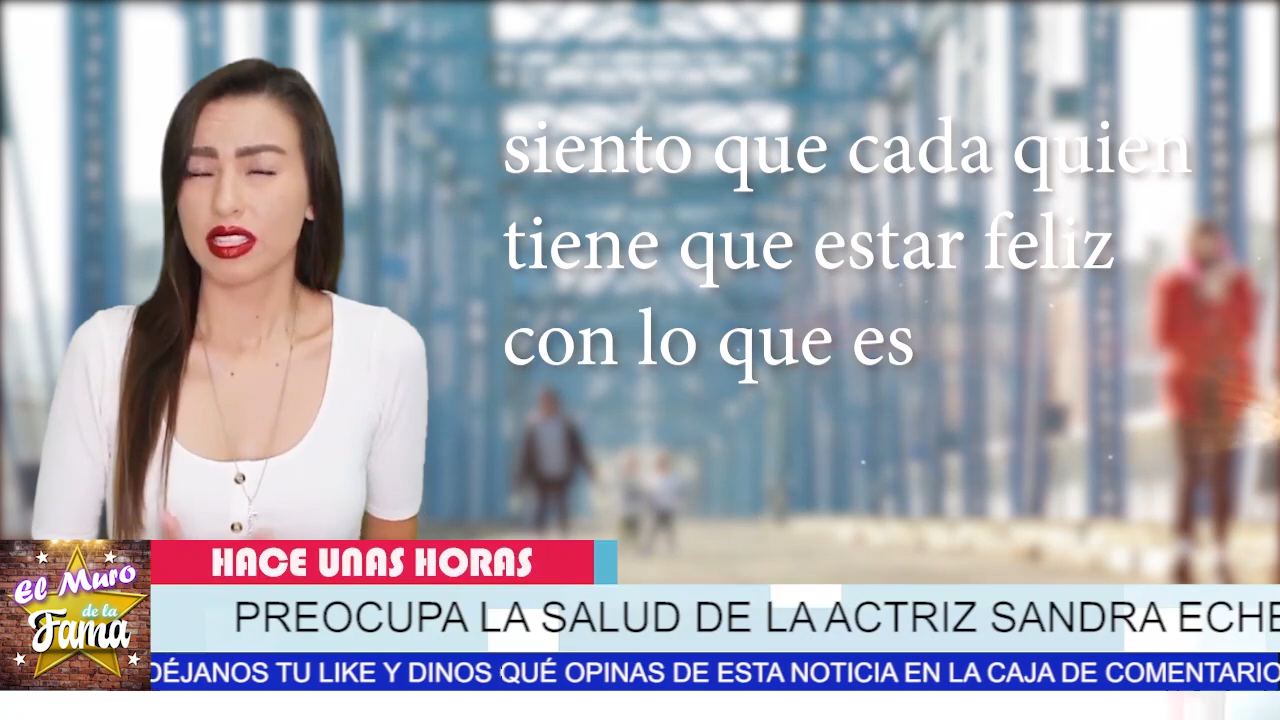 siento que cada quien
tiene que estar feliz
con lo que es
HACE UNAS HORAS
El Muro
de la
Fama
PREOCUPA LA SALUD DE LA ACTRIZ SANDRA ECHE
DÉJANOS TU LIKE Y DINOS QUÉ OPINAS DE ESTA NOTICIA EN LA CAJA DE COMENTARIO